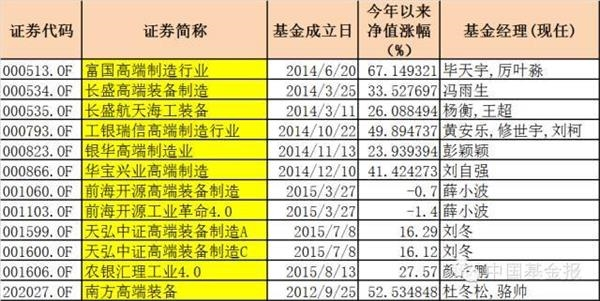 证券代码 证券简称 基金成立日 今年以来净值涨幅(%) 基金经理(现任)
000513.OF 富国高端制造行业 2014/6/20 67.149321 毕天宇,厉叶淼
000534.OF 长盛高端装备制造 2014/3/25 33.527697 冯雨生
000535.OF 长盛航天海工装备 2014/3/11 26.088494 杨衡,王超
000793.OF 工银瑞信高端制造行业 2014/10/22 49.894737 黄安乐,修世宇,刘柯
000823.OF 银华高端制造业 2014/11/13 23.939394 彭颖颖
000866.OF 华宝兴业高端制造 2014/12/10 41.424273 刘自强
001060.OF 前海开源高端装备制造 2015/3/27 -0.7 薛小波
001103.OF 前海开源工业革命4.0 2015/3/27 -1.4 薛小波
001599.OF 天弘中证高端装备制造A 2015/7/8 16.29 刘冬
001600.OF 天弘中证高端装备制造C 2015/7/8 16.12 刘冬
001606.OF 农银汇理工业4.0 2015/8/13 27.57 颜 鹏
202027.OF 南方高端装备 2012/9/25 52.534848 杜冬松,骆帅
中国基金报